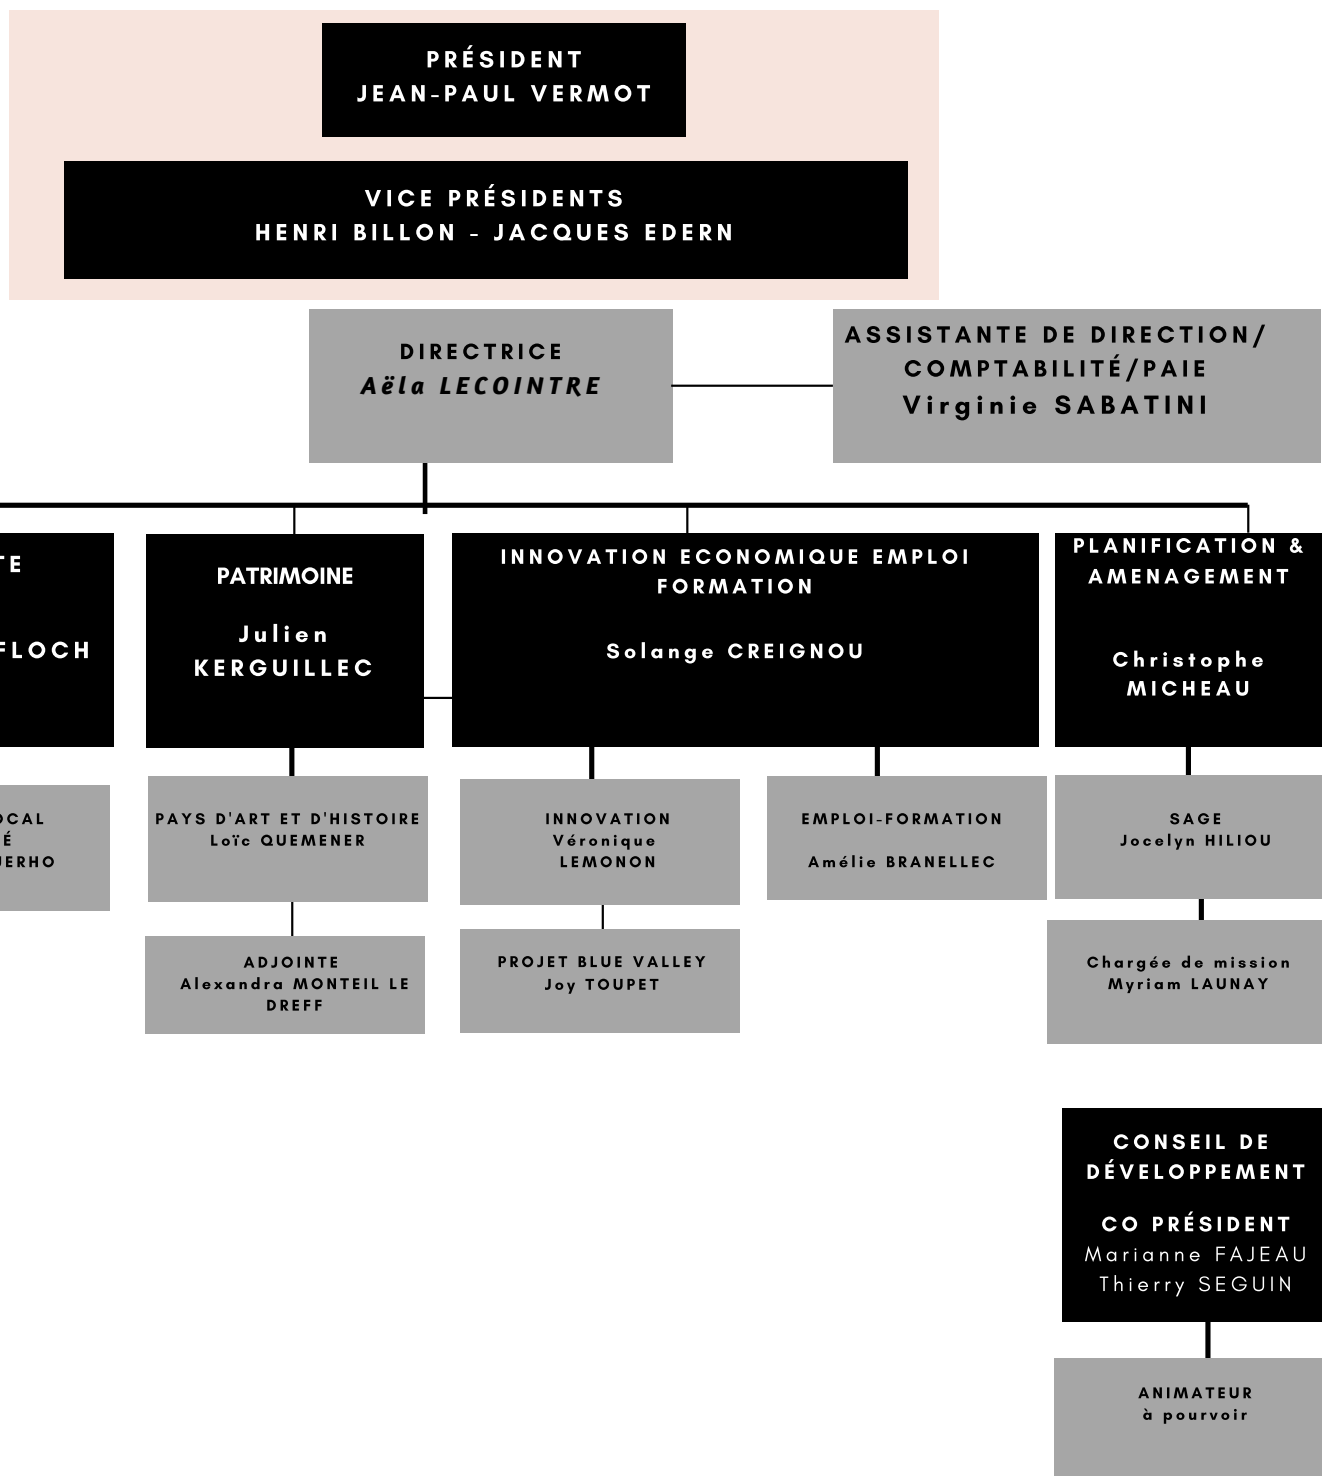 PRÉSIDENT
JEAN-PAUL VERMOT
VICE PRÉSIDENTS
HENRI BILLON - JACQUES EDERN
DIRECTRICE
Aëla LECOINTRE
ASSISTANTE DE DIRECTION/
COMPTABILITÉ/PAIE
Virginie SABATINI
FLOCH
PATRIMOINE
Julien
KERGUILLEC
INNOVATION ECONOMIQUE EMPLOI
FORMATION
Solange CREIGNOU
PLANIFICATION &
AMENAGEMENT
Christophe
MICHEAU
PAYS D'ART ET D'HISTOIRE
Loïc QUEMENER
INNOVATION
Véronique
LEMONON
EMPLOI-FORMATION
Amélie BRANELLEC
SAGE
Jocelyn HILIOU
ADJOINTE
Alexandra MONTEIL LE
DREFF
PROJET BLUE VALLEY
Joy TOUPET
Chargée de mission
Myriam LAUNAY
CONSEIL DE
DÉVELOPPEMENT
CO PRÉSIDENT
Marianne FAJEAU
Thierry SEGUIN
ANIMATEUR
à pourvoir